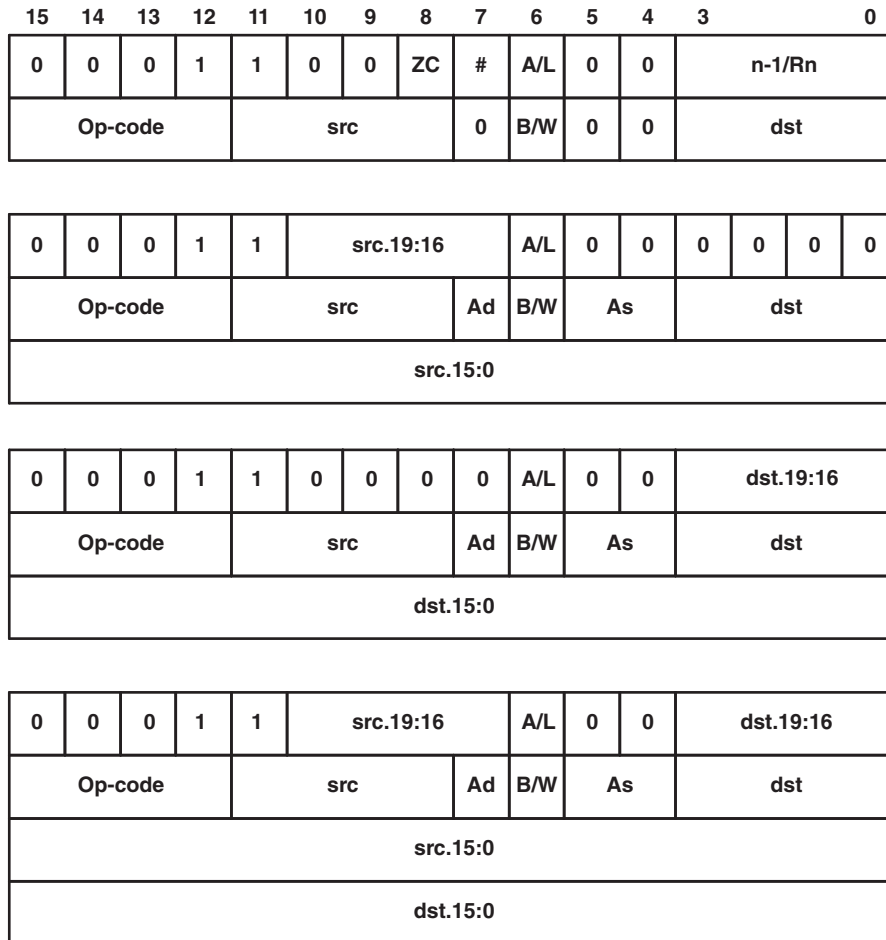 15 14 13 12 11 10 9 8 7 6 5 4 3 0
0 0 0 1 1 0 0 ZC # A/L 0 0 n-1/Rn
Op-code src 0 B/W 0 0 dst
0 0 0 1 1 src.19:16 A/L 0 0 0 0 0 0
Op-code src Ad B/W As dst
src.15:0
0 0 0 1 1 0 0 0 0 A/L 0 0 dst.19:16
Op-code src Ad B/W As dst
dst.15:0
0 0 0 1 1 src.19:16 A/L 0 0 dst.19:16
Op-code src Ad B/W As dst
src.15:0
dst.15:0